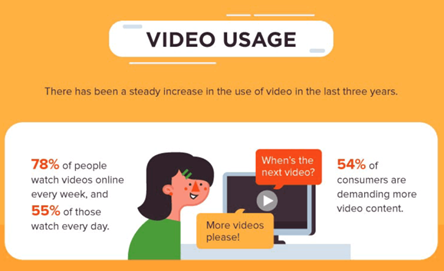 VIDEO USAGE
There has been a steady increase in the use of video in the last three years.
78% of people
watch videos online
every week, and
55% of those
watch every day.
When's the
next video?
More videos
please!
54% of
consumers are
demanding more
video content.